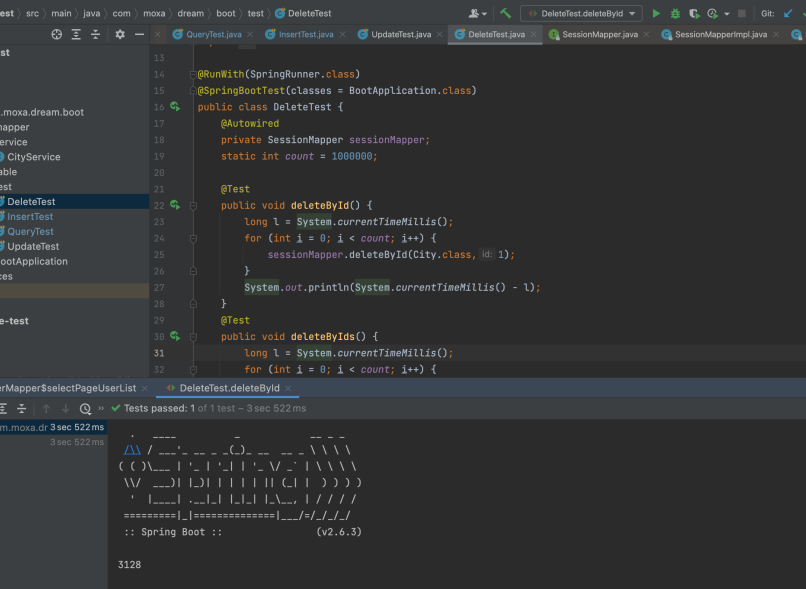 est › src › main › java › com › moxa › dream › boot › test › DeleteTest
DeleteTest.deleteById
Git:
QueryTest.java
InsertTest.java
UpdateTest.java
DeleteTest.java
SessionMapper.java
SessionMapperImpl.java
st
.moxa.dream.boot
napper
ervice
CityService
able
est
DeleteTest
InsertTest
QueryTest
UpdateTest
ootApplication
ces
e-test
13
14 @RunWith(SpringRunner.class)
15 @SpringBootTest(classes = BootApplication.class)
16 public class DeleteTest {
17 @Autowired
18 private SessionMapper sessionMapper;
19 static int count = 1000000;
20
21 @Test
22 public void deleteById() {
23 long l = System.currentTimeMillis();
24 for (int i = 0; i < count; i++) {
25 sessionMapper.deleteById(City.class, id: 1);
26 }
27 System.out.println(System.currentTimeMillis() - l);
28 }
29 @Test
30 public void deleteByIds() {
31 long l = System.currentTimeMillis();
32 for (int i = 0; i < count; i++) {
erMapper$selectPageUserList
DeleteTest.deleteById
Tests passed: 1 of 1 test – 3 sec 522 ms
m.moxa.dr 3 sec 522 ms
3 sec 522 ms
  .   ____          _            __ _ _
 /\\ / ___'_ __ _ _(_)_ __  __ _ \ \ \ \
( ( )\___ | '_ | '_| | '_ \/ _` | \ \ \ \
 \\/  ___)| |_)| | | | | || (_| |  ) ) ) )
  '  |____| .__|_| |_|_| |_\__, | / / / /
 =========|_|==============|___/=/_/_/_/
 :: Spring Boot ::                (v2.6.3)
3128